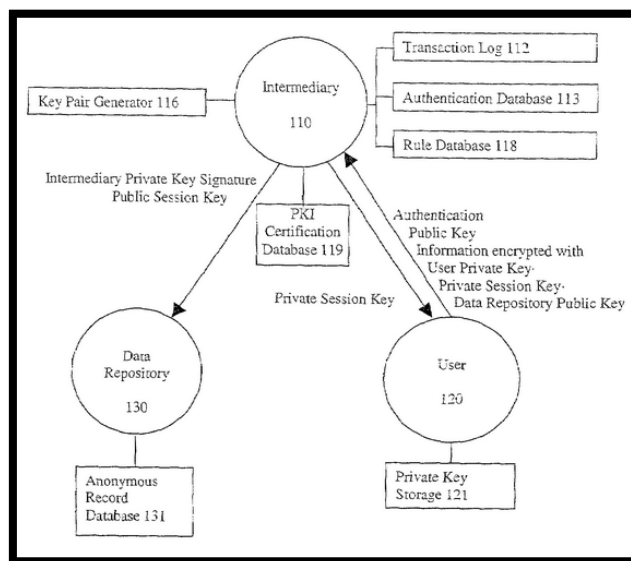 Transaction Log 112
Intermediary
110
Key Pair Generator 116
Authentication Database 113
Rule Database 118
Intermediary Private Key Signature
Public Session Key
PKI
Certification
Database 119
Authentication
Public Key
Information encrypted with
User Private Key·
Private Session Key·
Data Repository Public Key
Private Session Key
Data
Repository
130
User
120
Anonymous
Record
Database 131
Private Key
Storage 121